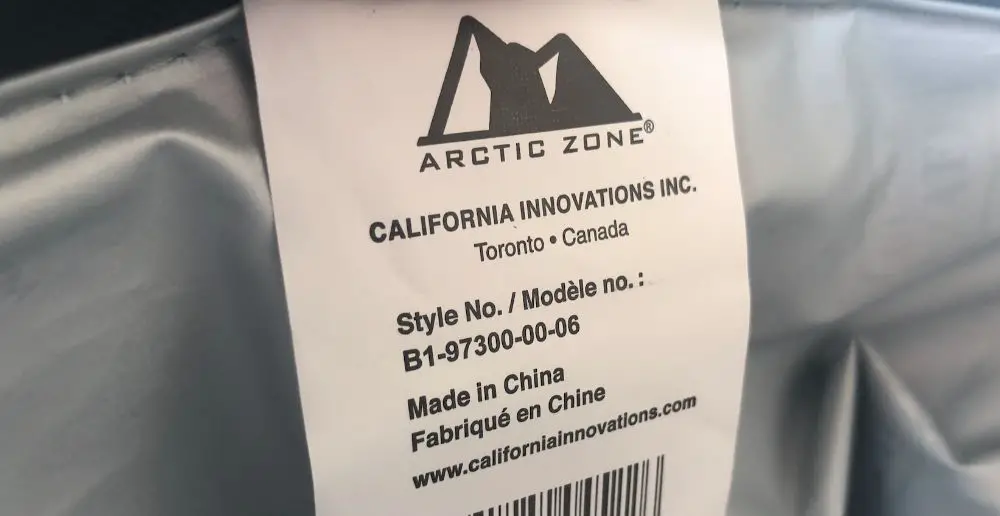 ARCTIC ZONE®
CALIFORNIA INNOVATIONS INC.
Toronto • Canada
Style No. / Modèle no. :
B1-97300-00-06
Made in China
Fabriqué en Chine
www.californiainnovations.com